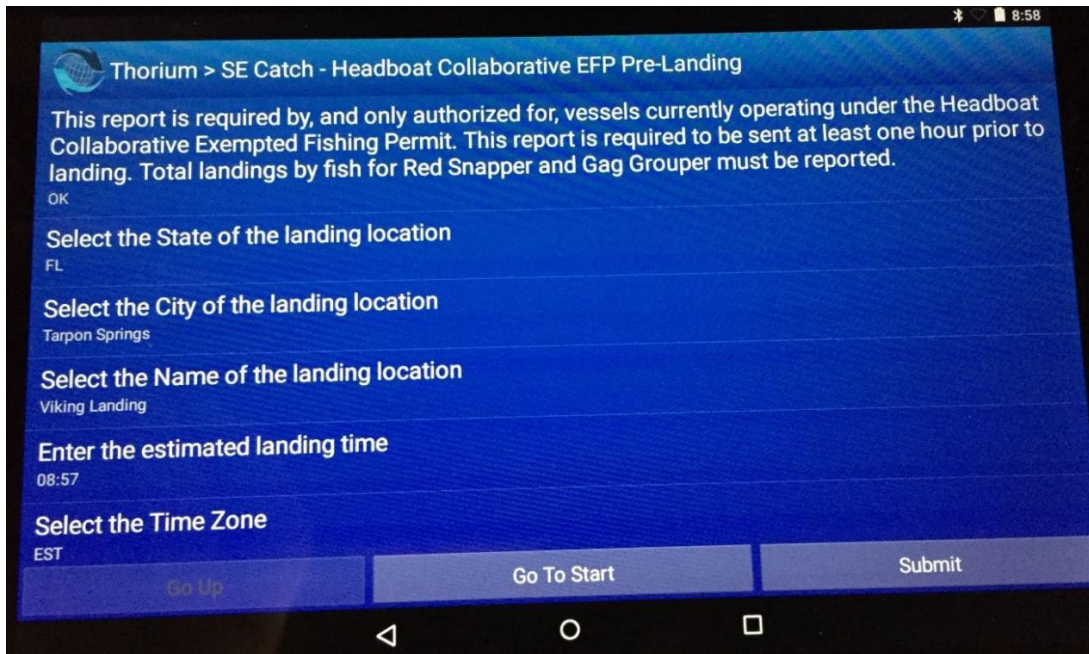 8:58
Thorium > SE Catch - Headboat Collaborative EFP Pre-Landing
This report is required by, and only authorized for, vessels currently operating under the Headboat
Collaborative Exempted Fishing Permit. This report is required to be sent at least one hour prior to
landing. Total landings by fish for Red Snapper and Gag Grouper must be reported.
OK
Select the State of the landing location
FL
Select the City of the landing location
Tarpon Springs
Select the Name of the landing location
Viking Landing
Enter the estimated landing time
08:57
Select the Time Zone
EST
Go Up
Go To Start
Submit